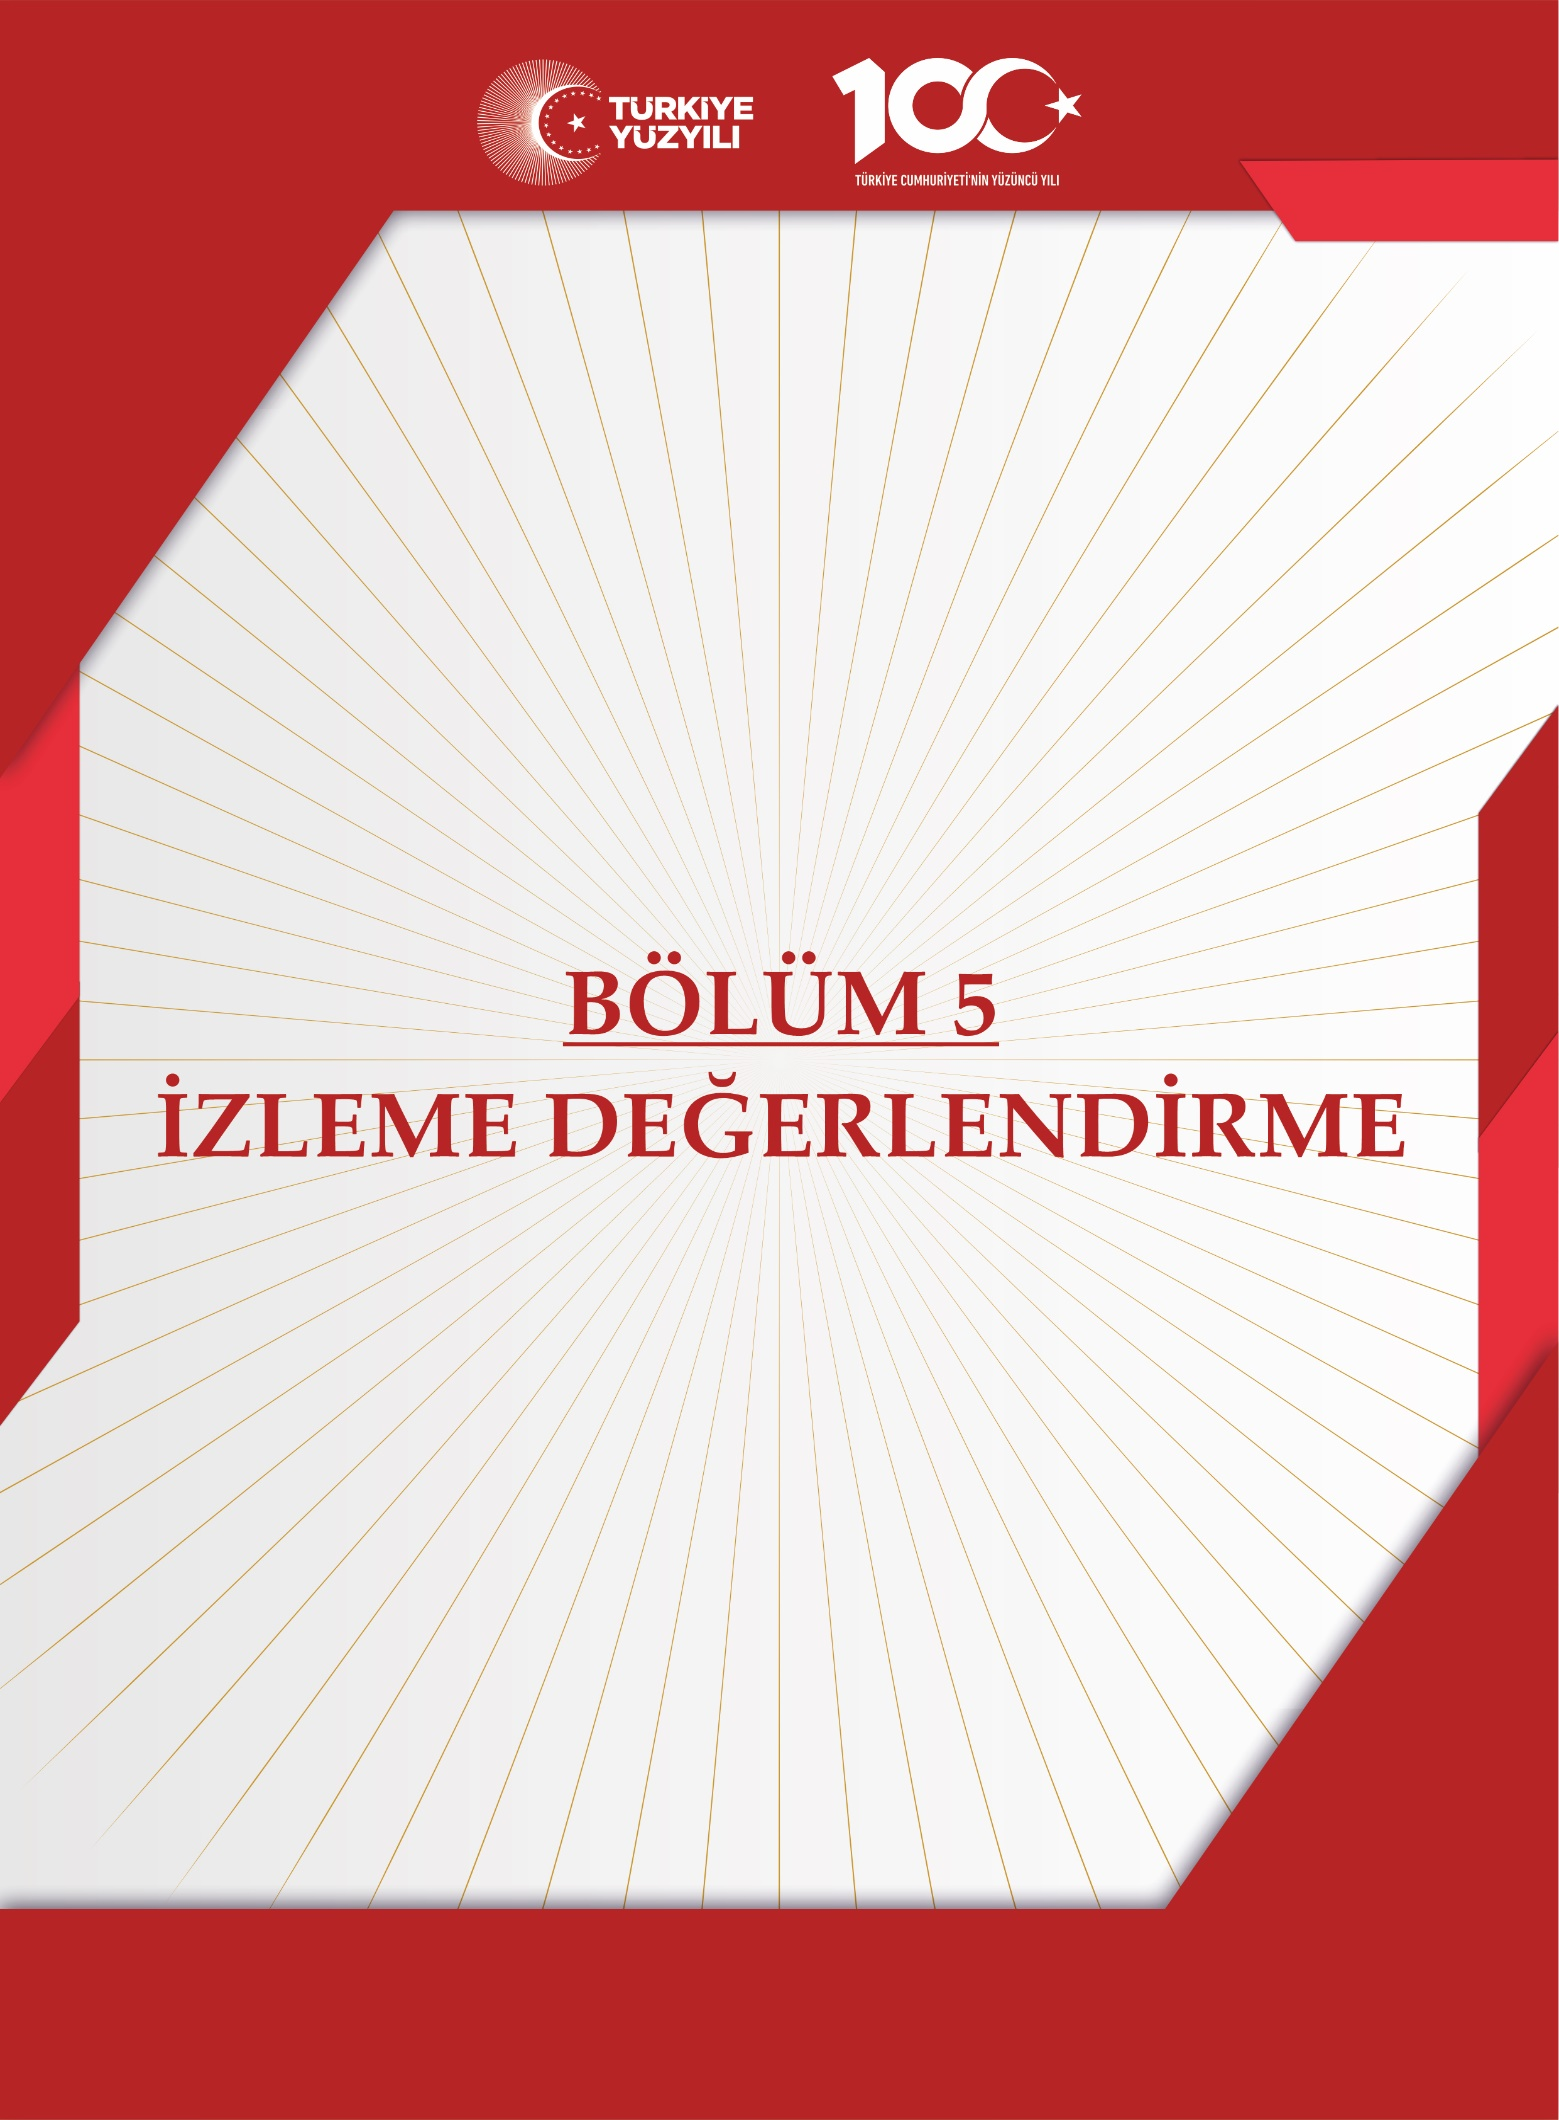 TÜRKİYE
YÜZYILI
100
TÜRKİYE CUMHURİYETİ'NİN YÜZÜNCÜ YILI
BÖLÜM 5
İZLEME DEĞERLENDİRME